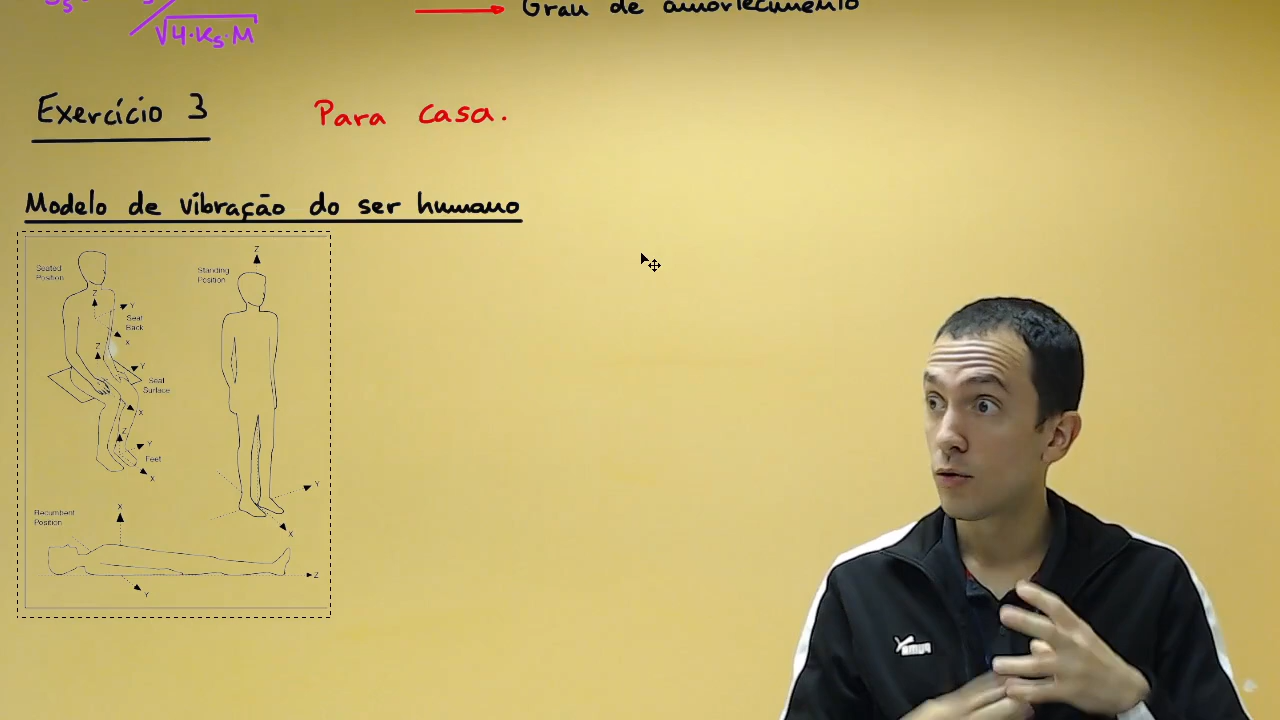 √4·Ks·M
Grau de amortecimento
Exercício 3
Para casa.
Modelo de vibração do ser humano
Seated
Position
Standing
Position
Z
Z
Y
Seat
Back
X
Z
Y
Seat
Surface
X
Z
Y
Feet
X
Y
X
Recumbent
Position
X
Z
Y